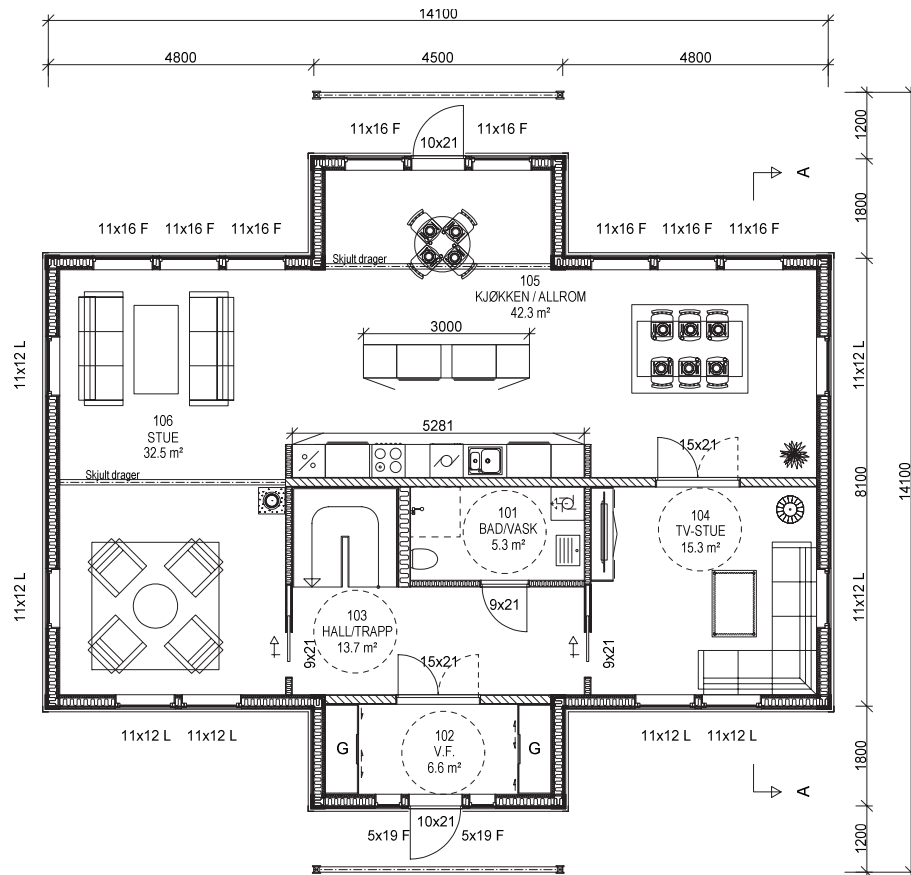 14100
4800 4500 4800
1200
11x16 F 11x16 F
10x21
A
1800
11x16 F 11x16 F 11x16 F 11x16 F 11x16 F 11x16 F
Skjult drager
105
KJØKKEN / ALLROM
42.3 m²
3000
11x12 L 11x12 L
106
STUE
32.5 m²
5281
15x21
Skjult drager
8100 14100
101
BAD/VASK
5.3 m²
104
TV-STUE
15.3 m²
11x12 L 11x12 L
9x21
103
HALL/TRAPP
13.7 m²
9x21 15x21 9x21
11x12 L 11x12 L 11x12 L 11x12 L
G G
102
V.F.
6.6 m²
1800
A
5x19 F 10x21 5x19 F
1200